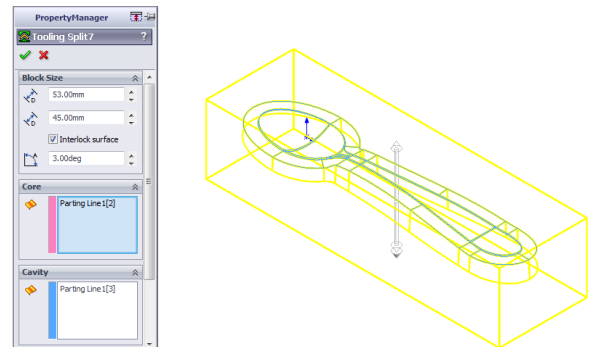 PropertyManager
Tooling Split7 ?
Block Size
D 53.00mm
D 45.00mm
Interlock surface
3.00deg
Core
Parting Line1[2]
Cavity
Parting Line1[3]